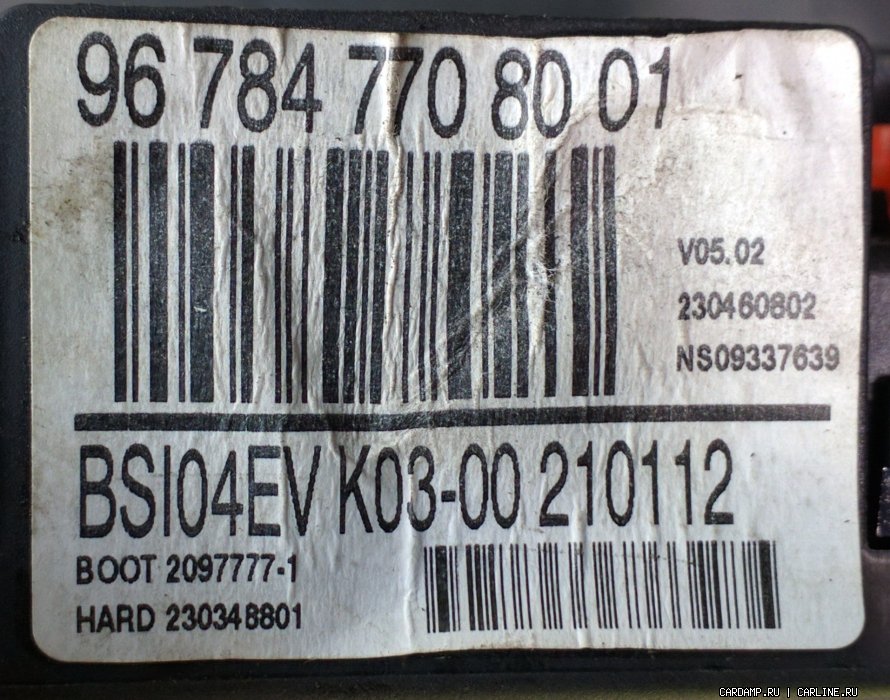 96 784 770 80 01
V05.02
230460802
NS09337639
BSI04EV K03-00 210112
BOOT 2097777-1
HARD 230348801
CARDAMP.RU | CARLINE.RU